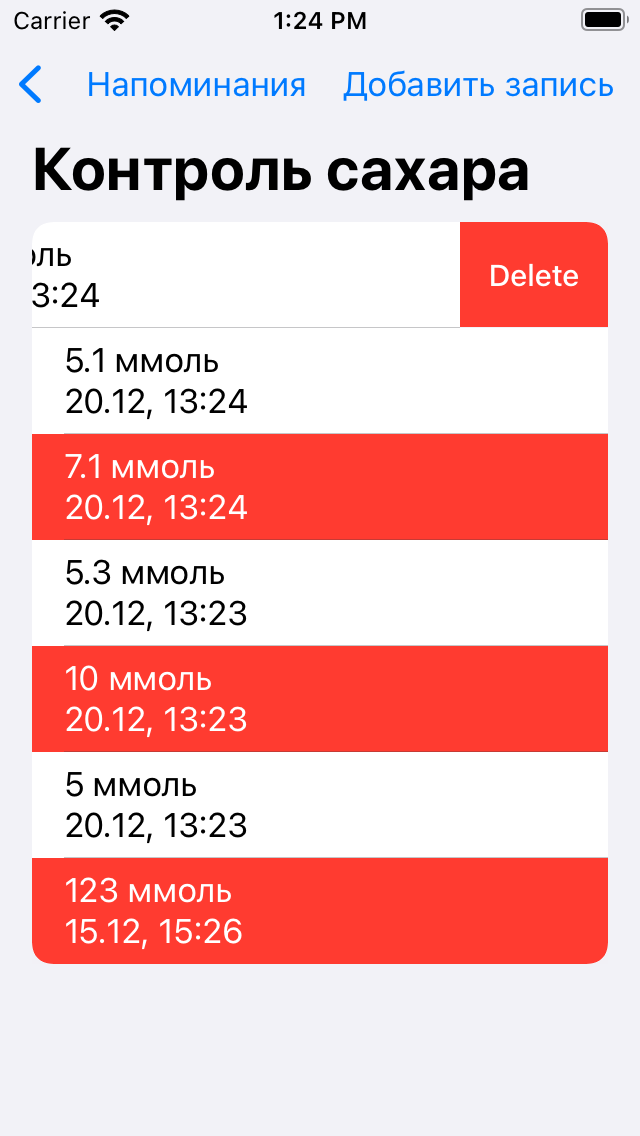 Carrier 1:24 PM
Напоминания Добавить запись
Контроль сахара
Delete
3:24
5.1 ммоль
20.12, 13:24
7.1 ммоль
20.12, 13:24
5.3 ммоль
20.12, 13:23
10 ммоль
20.12, 13:23
5 ммоль
20.12, 13:23
123 ммоль
15.12, 15:26